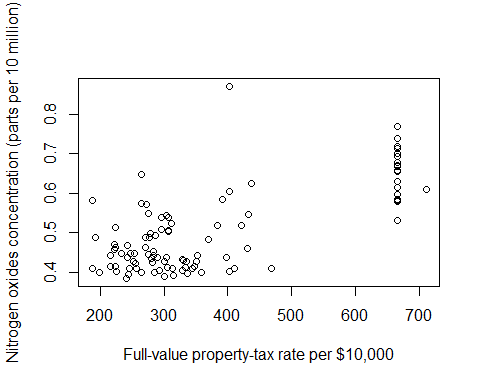 Nitrogen oxides concentration (parts per 10 million)
0.8
0.7
0.6
0.5
0.4
200 300 400 500 600 700
Full-value property-tax rate per $10,000